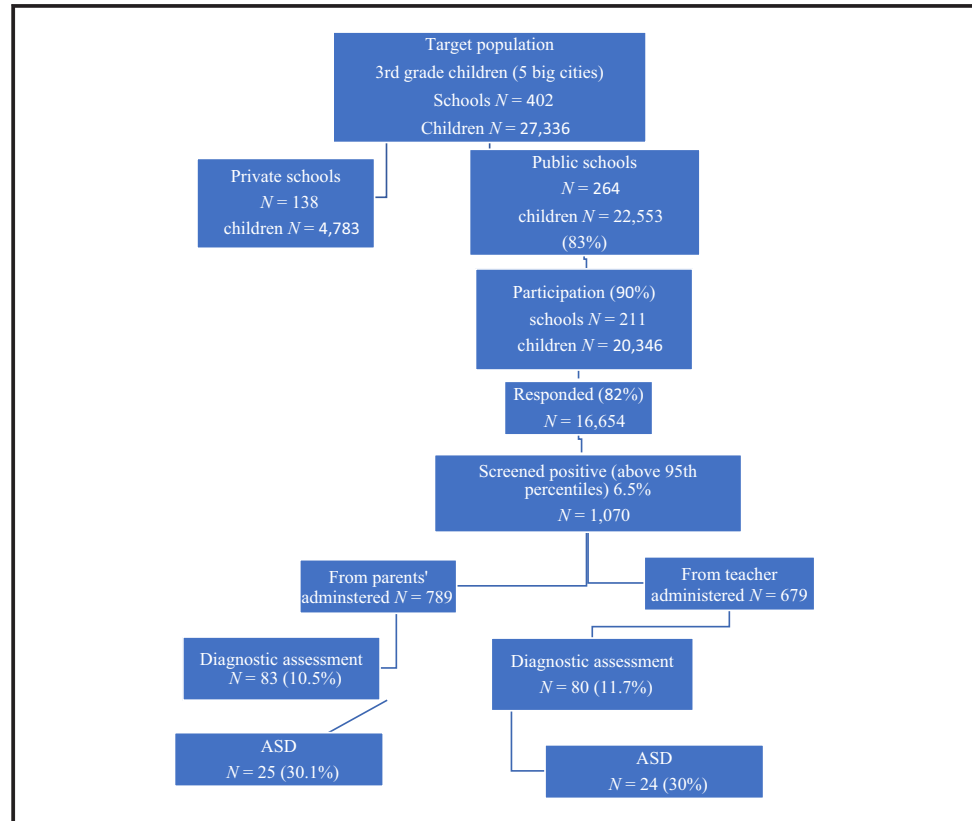 Target population
3rd grade children (5 big cities)
Schools N = 402
Children N = 27,336
Private schools
N = 138
children N = 4,783
Public schools
N = 264
children N = 22,553
(83%)
Participation (90%)
schools N = 211
children N = 20,346
Responded (82%)
N = 16,654
Screened positive (above 95th
percentiles) 6.5%
N = 1,070
From parents'
adminstered N = 789
From teacher
administered N = 679
Diagnostic assessment
N = 83 (10.5%)
Diagnostic assessment
N = 80 (11.7%)
ASD
N = 25 (30.1%)
ASD
N = 24 (30%)